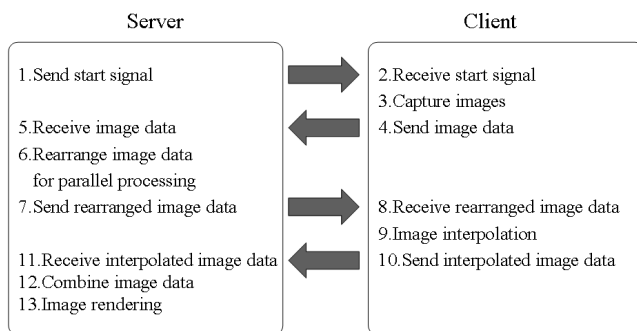 Server
1.Send start signal
5.Receive image data
6.Rearrange image data
for parallel processing
7.Send rearranged image data
11.Receive interpolated image data
12.Combine image data
13.Image rendering
Client
2.Receive start signal
3.Capture images
4.Send image data
8.Receive rearranged image data
9.Image interpolation
10.Send interpolated image data